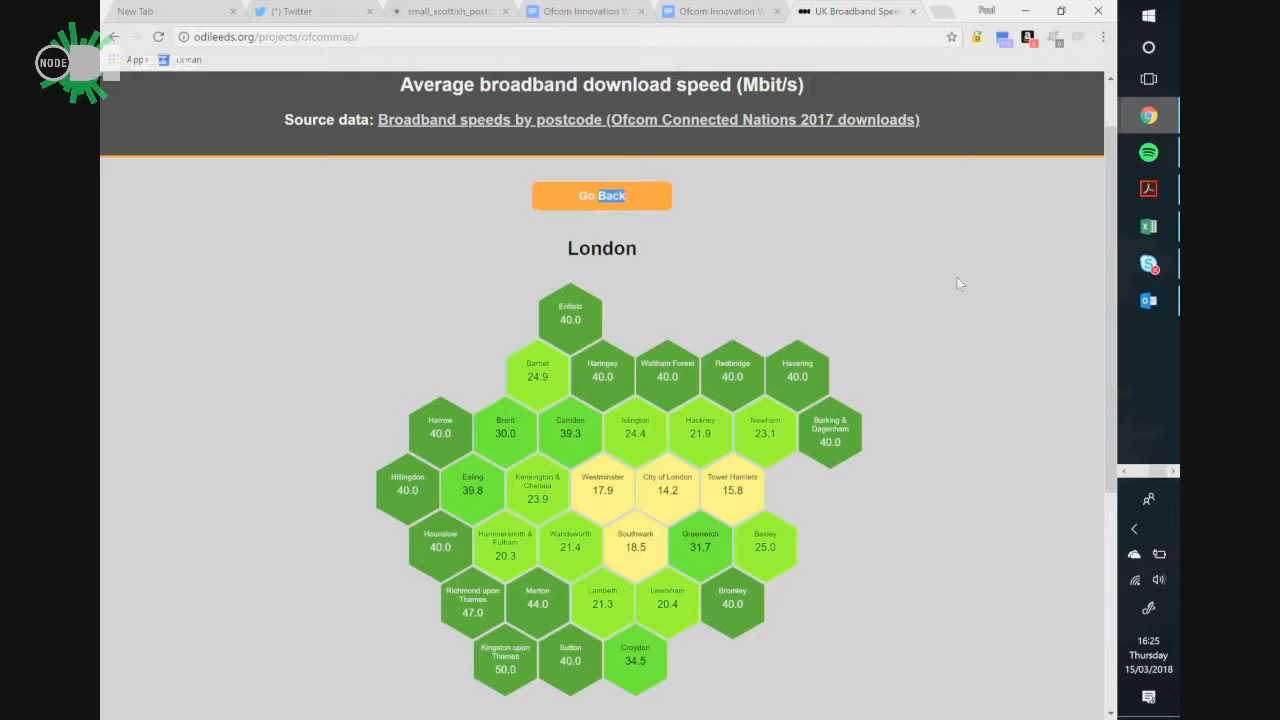 New Tab
(*) Twitter
small_scottish_postc
Ofcom Innovation W
Ofcom Innovation W
UK Broadband Spee
Paul
odileeds.org/projects/ofcommap/
NODE
Apps
Average broadband download speed (Mbit/s)
Source data: Broadband speeds by postcode (Ofcom Connected Nations 2017 downloads)
Go Back
London
Enfield
40.0
Barnet
24.9
Haringey
40.0
Waltham Forest
40.0
Redbridge
40.0
Havering
40.0
Harrow
40.0
Brent
30.0
Camden
39.3
Islington
24.4
Hackney
21.9
Newham
23.1
Barking &
Dagenham
40.0
Hillingdon
40.0
Ealing
39.8
Kensington &
Chelsea
23.9
Westminster
17.9
City of London
14.2
Tower Hamlets
15.8
Hounslow
40.0
Hammersmith &
Fulham
20.3
Wandsworth
21.4
Southwark
18.5
Greenwich
31.7
Bexley
25.0
Richmond upon
Thames
47.0
Merton
44.0
Lambeth
21.3
Lewisham
20.4
Bromley
40.0
Kingston upon
Thames
50.0
Sutton
40.0
Croydon
34.5
16:25
Thursday
15/03/2018